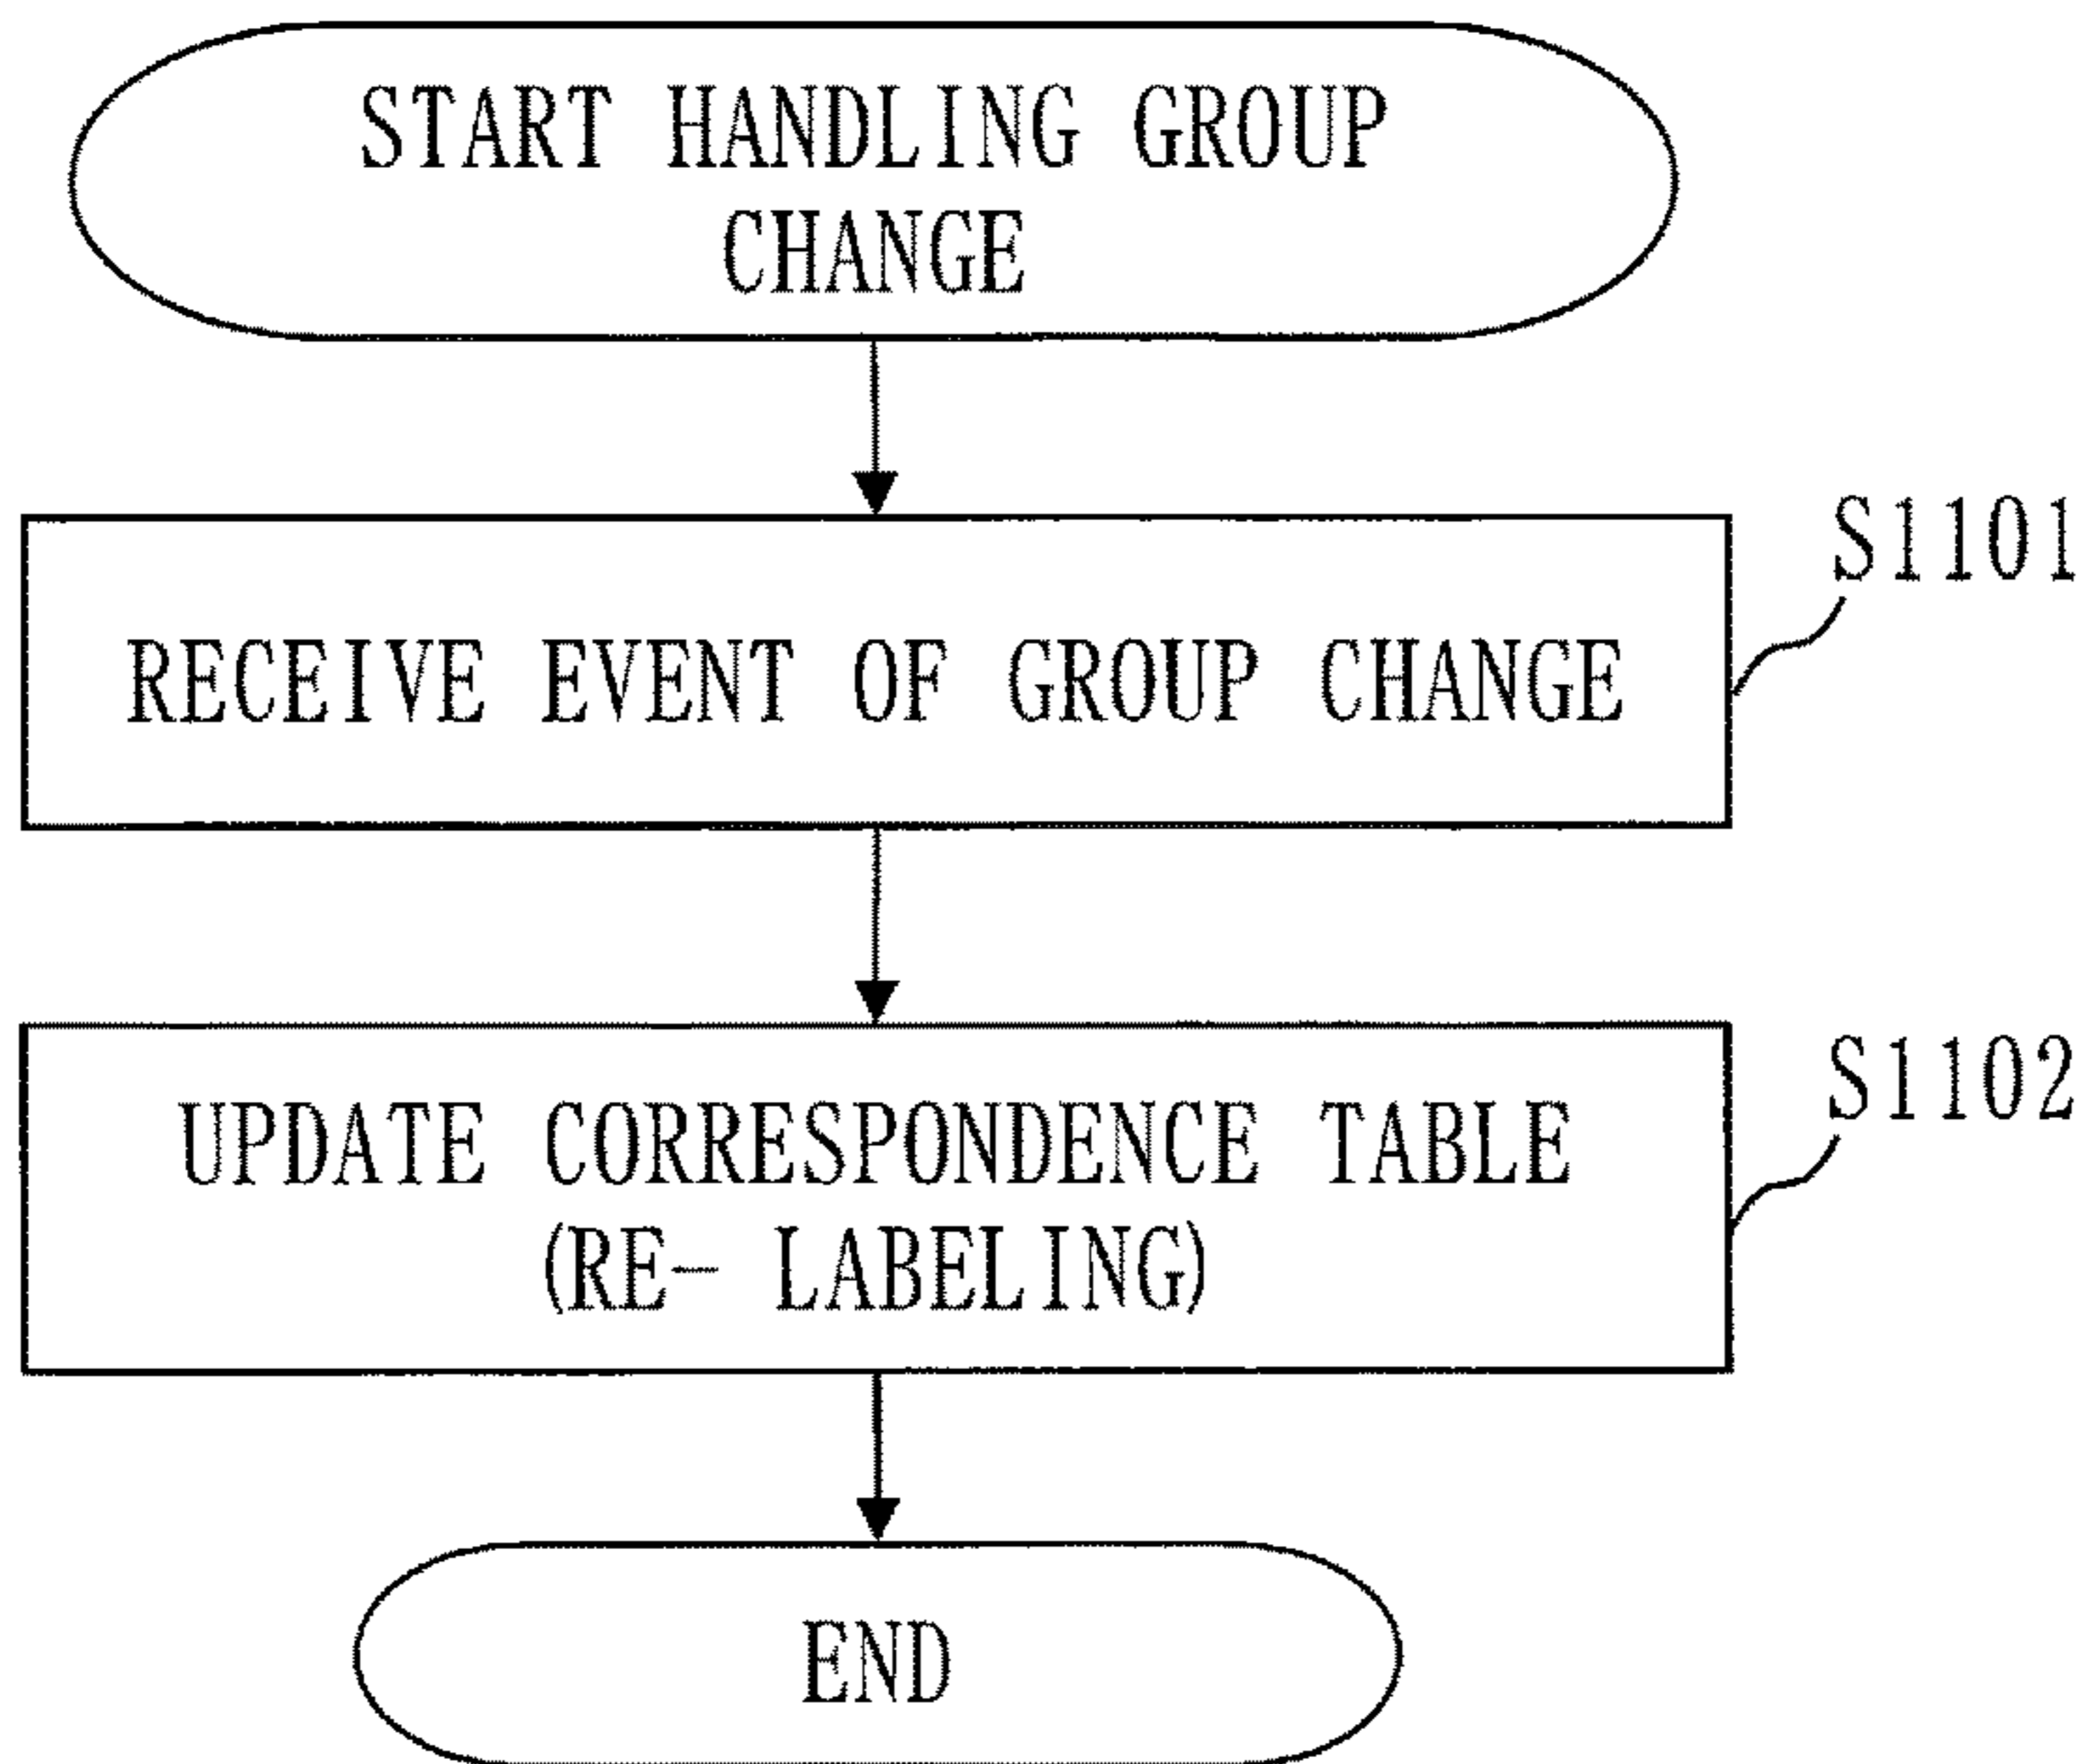 START HANDLING GROUP
CHANGE
S1101
RECEIVE EVENT OF GROUP CHANGE
S1102
UPDATE CORRESPONDENCE TABLE
(RE- LABELING)
END